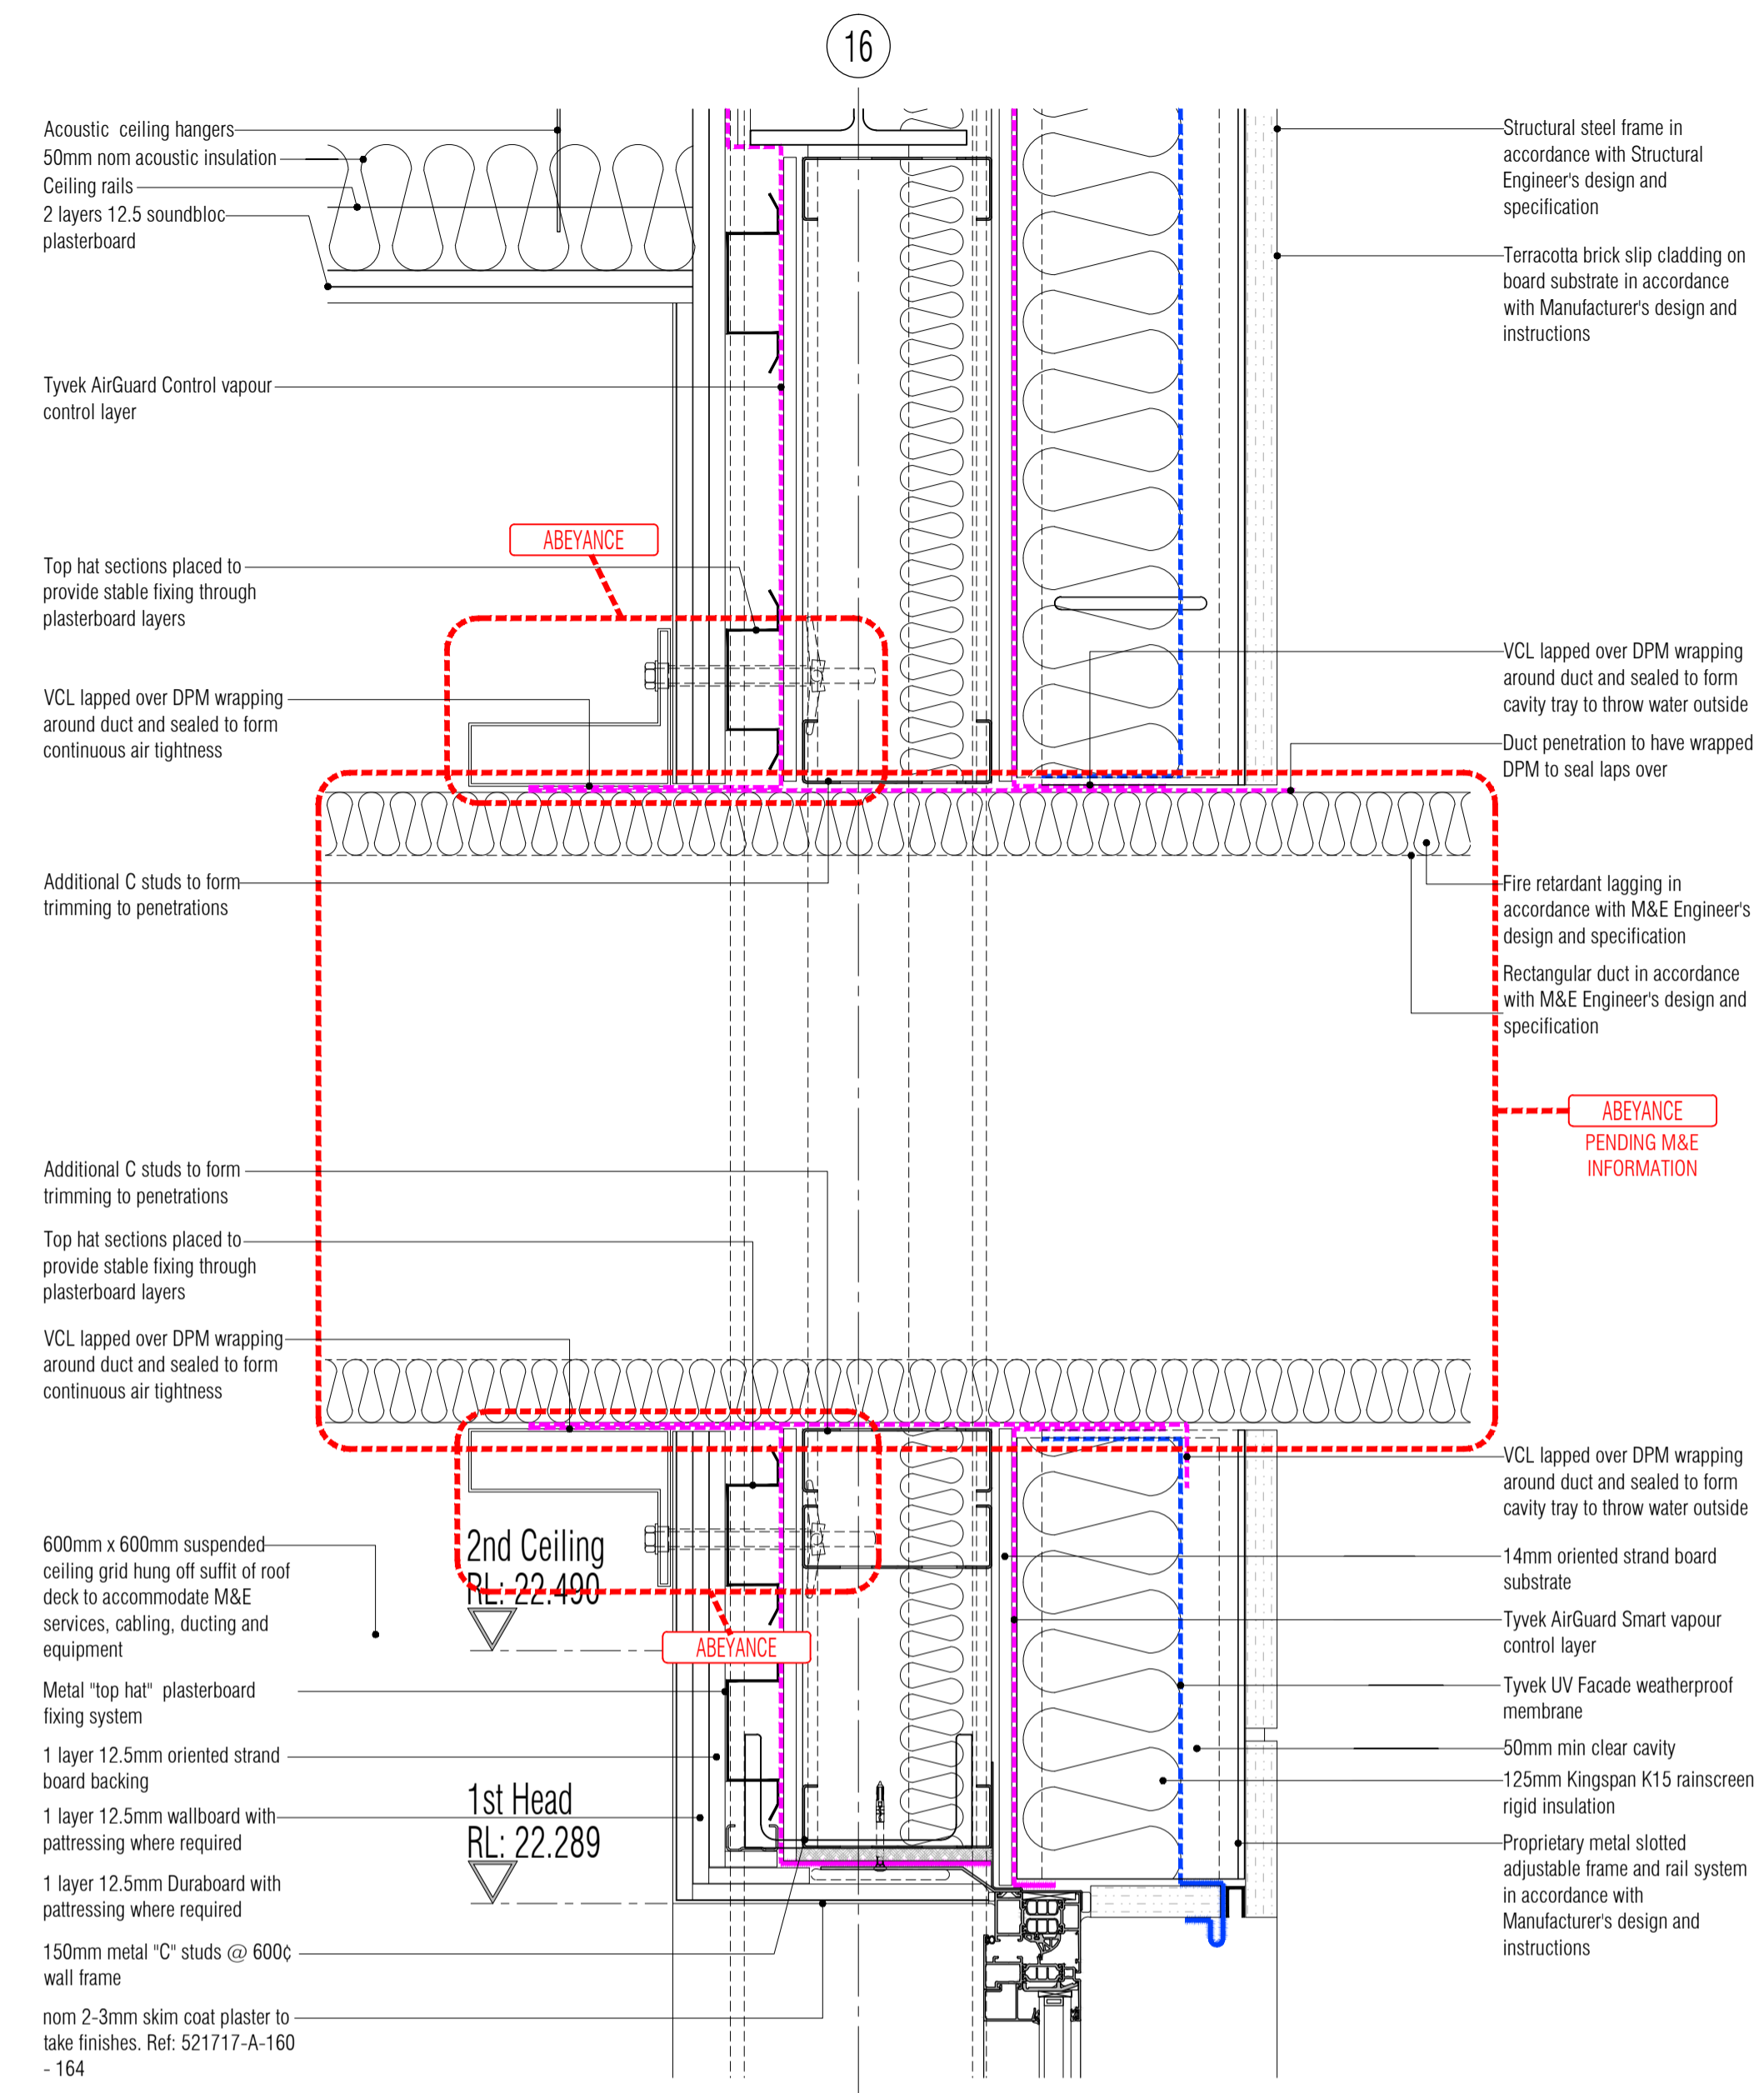 16
Acoustic ceiling hangers
50mm nom acoustic insulation
Ceiling rails
2 layers 12.5 soundbloc
plasterboard
Tyvek AirGuard Control vapour
control layer
ABEYANCE
Top hat sections placed to
provide stable fixing through
plasterboard layers
VCL lapped over DPM wrapping
around duct and sealed to form
continuous air tightness
Additional C studs to form
trimming to penetrations
Additional C studs to form
trimming to penetrations
Top hat sections placed to
provide stable fixing through
plasterboard layers
VCL lapped over DPM wrapping
around duct and sealed to form
continuous air tightness
600mm x 600mm suspended
ceiling grid hung off suffit of roof
deck to accommodate M&E
services, cabling, ducting and
equipment
Metal "top hat" plasterboard
fixing system
1 layer 12.5mm oriented strand
board backing
1 layer 12.5mm wallboard with
pattressing where required
1 layer 12.5mm Duraboard with
pattressing where required
150mm metal "C" studs @ 600¢
wall frame
nom 2-3mm skim coat plaster to
take finishes. Ref: 521717-A-160
- 164
2nd Ceiling
RL: 22.490
ABEYANCE
1st Head
RL: 22.289
Structural steel frame in
accordance with Structural
Engineer's design and
specification
Terracotta brick slip cladding on
board substrate in accordance
with Manufacturer's design and
instructions
VCL lapped over DPM wrapping
around duct and sealed to form
cavity tray to throw water outside
Duct penetration to have wrapped
DPM to seal laps over
Fire retardant lagging in
accordance with M&E Engineer's
design and specification
Rectangular duct in accordance
with M&E Engineer's design and
specification
ABEYANCE
PENDING M&E
INFORMATION
VCL lapped over DPM wrapping
around duct and sealed to form
cavity tray to throw water outside
14mm oriented strand board
substrate
Tyvek AirGuard Smart vapour
control layer
Tyvek UV Facade weatherproof
membrane
50mm min clear cavity
125mm Kingspan K15 rainscreen
rigid insulation
Proprietary metal slotted
adjustable frame and rail system
in accordance with
Manufacturer's design and
instructions